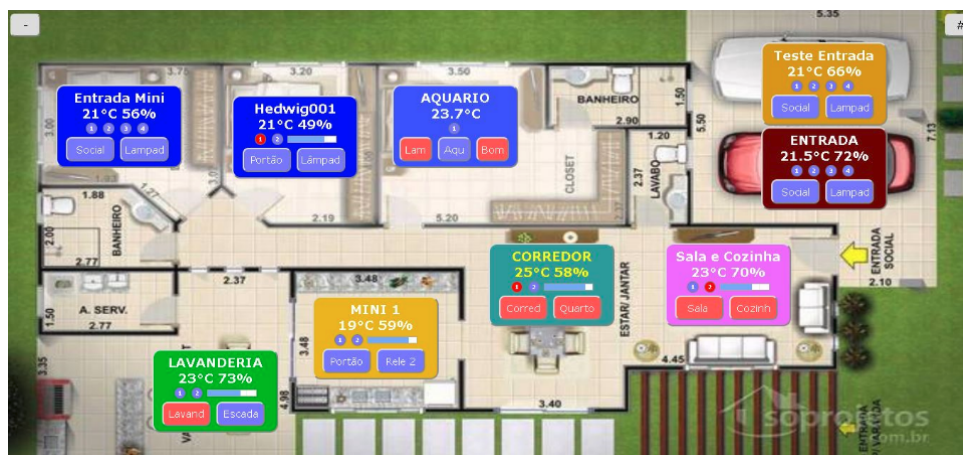 -
#
5.35
3.75
3.20
3.50
Teste Entrada
21°C 66%
1 2 3 4
Social Lampad
Entrada Mini
21°C 56%
1 2 3 4
Social Lampad
Hedwig001
21°C 49%
1 2
Portão Lâmpad
AQUARIO
23.7°C
1
Lam Aqu Bom
BANHEIRO
2.90
1.50
5.50
7.13
3.00
1.20
ENTRADA
21.5°C 72%
1 2 3 4
Social Lampad
CLOSET
2.37
LAVABO
1.93
1.27
1.88
BANHEIRO
2.00
2.77
2.19
5.20
ENTRADA
SOCIAL
2.10
CORREDOR
25°C 58%
1 2
Corred Quarto
Sala e Cozinha
23°C 70%
1 2
Sala Cozinh
2.37
3.48
A. SERV.
1.50
2.77
MINI 1
19°C 59%
1 2
Portão Rele 2
ESTAR/ JANTAR
3.48
3.35
LAVANDERIA
23°C 73%
1 2
Lavand Escada
4.98
4.45
3.40
ENTRADA
P/ VARANDA
soprojetos
.com.br